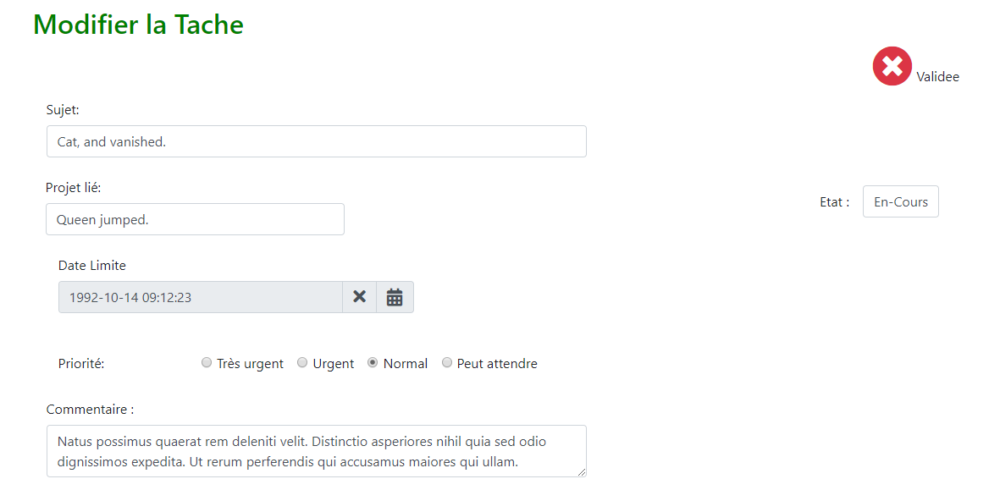 Modifier la Tache
Validee
Sujet:
Cat, and vanished.
Projet lié:
Queen jumped.
Etat :
En-Cours
Date Limite
1992-10-14 09:12:23
Priorité:
Très urgent
Urgent
Normal
Peut attendre
Commentaire :
Natus possimus quaerat rem deleniti velit. Distinctio asperiores nihil quia sed odio
dignissimos expedita. Ut rerum perferendis qui accusamus maiores qui ullam.